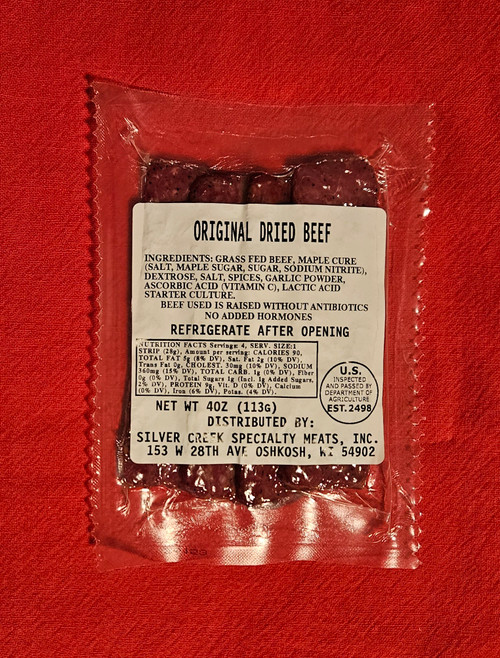 ORIGINAL DRIED BEEF
INGREDIENTS: GRASS FED BEEF, MAPLE CURE
(SALT, MAPLE SUGAR, SUGAR, SODIUM NITRITE),
DEXTROSE, SALT, SPICES, GARLIC POWDER,
ASCORBIC ACID (VITAMIN C), LACTIC ACID
STARTER CULTURE.
BEEF USED IS RAISED WITHOUT ANTIBIOTICS
NO ADDED HORMONES
REFRIGERATE AFTER OPENING
NUTRITION FACTS Servings: 4, SERV. SIZE:1
STRIP (28g), Amount per serving: CALORIES 90,
TOTAL FAT 5g (8% DV), Sat. Fat 2g (10% DV),
Trans Fat 0g, CHOLEST. 30mg (10% DV), SODIUM
360mg (15% DV), TOTAL CARB. 1g (0% DV), Fiber
0g (0% DV), Total Sugars 1g (Incl. 1g Added Sugars,
2% DV), PROTEIN 9g, Vit. D (0% DV), Calcium
(0% DV), Iron (6% DV), Potas. (4% DV).
U.S.
INSPECTED
AND PASSED BY
DEPARTMENT OF
AGRICULTURE
EST.2498
NET WT 4OZ (113G)
DISTRIBUTED BY:
SILVER CREEK SPECIALTY MEATS, INC.
153 W 28TH AVE OSHKOSH, WI 54902